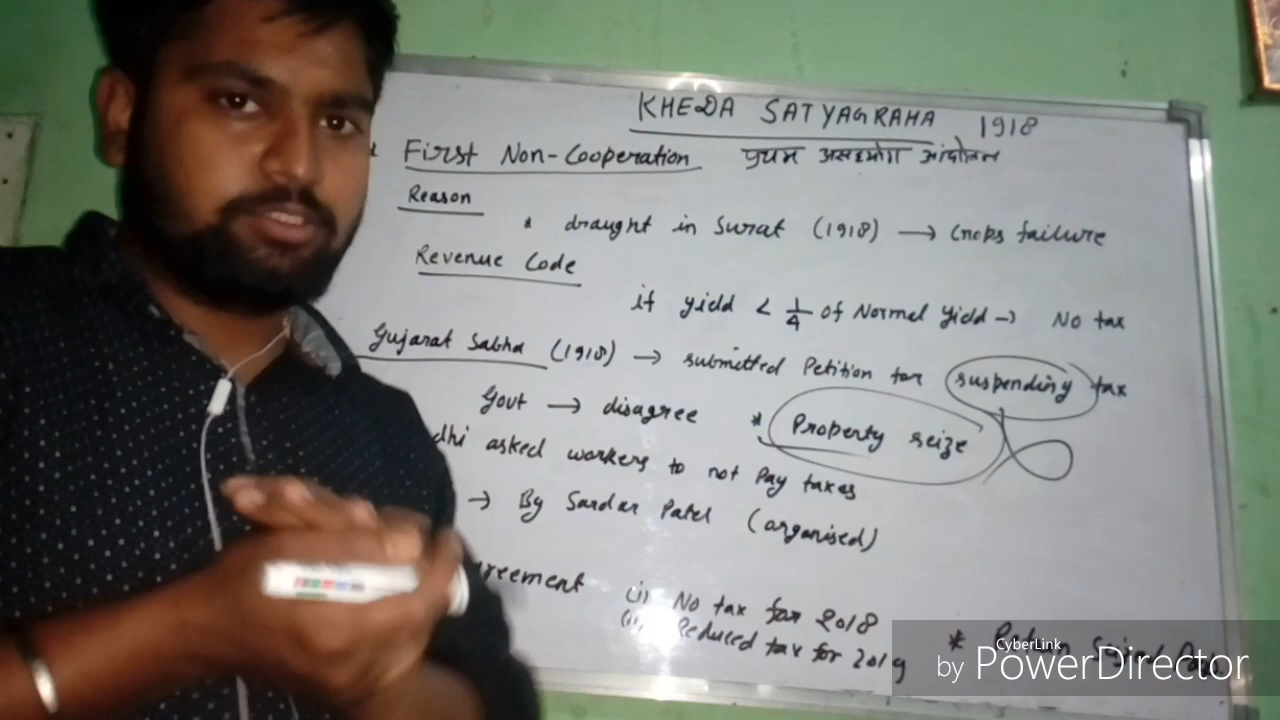 KHEDA SATYAGRAHA 1918
* First Non-Cooperation प्रथम असहयोग आंदोलन
Reason
* draught in Surat (1918) → Crops failure
Revenue Code
if yield < 1/4 of Normal yield → No tax
Gujarat Sabha (1918) → submitted Petition for suspending tax
Govt → disagree * Property seize
dhi asked workers to not Pay taxes
→ By Sardar Patel (organised)
reement (i) No tax for 2018
(ii) Reduced tax for 2019
*
CyberLink
by PowerDirector